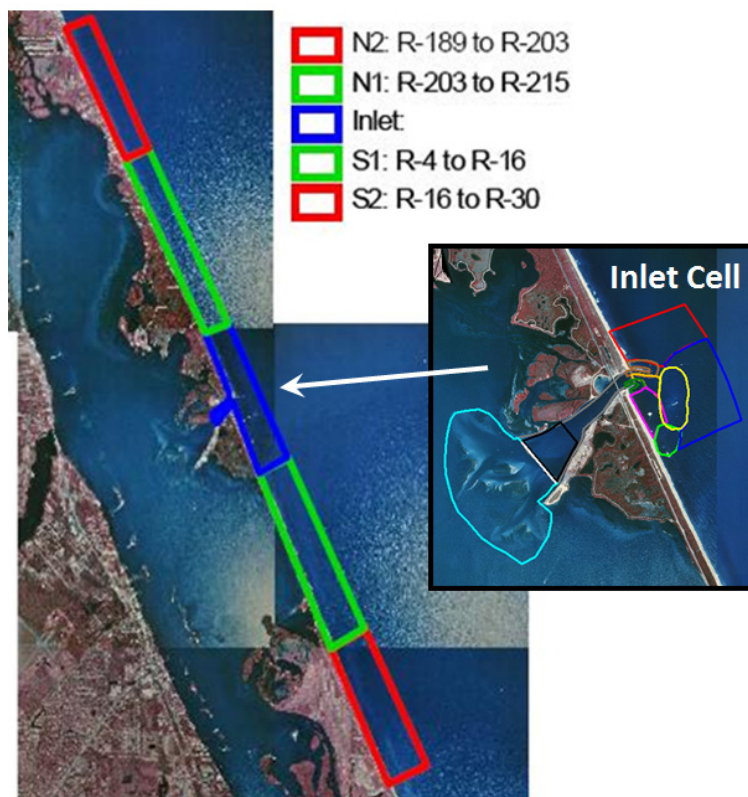 N2: R-189 to R-203
N1: R-203 to R-215
Inlet:
S1: R-4 to R-16
S2: R-16 to R-30
Inlet Cell